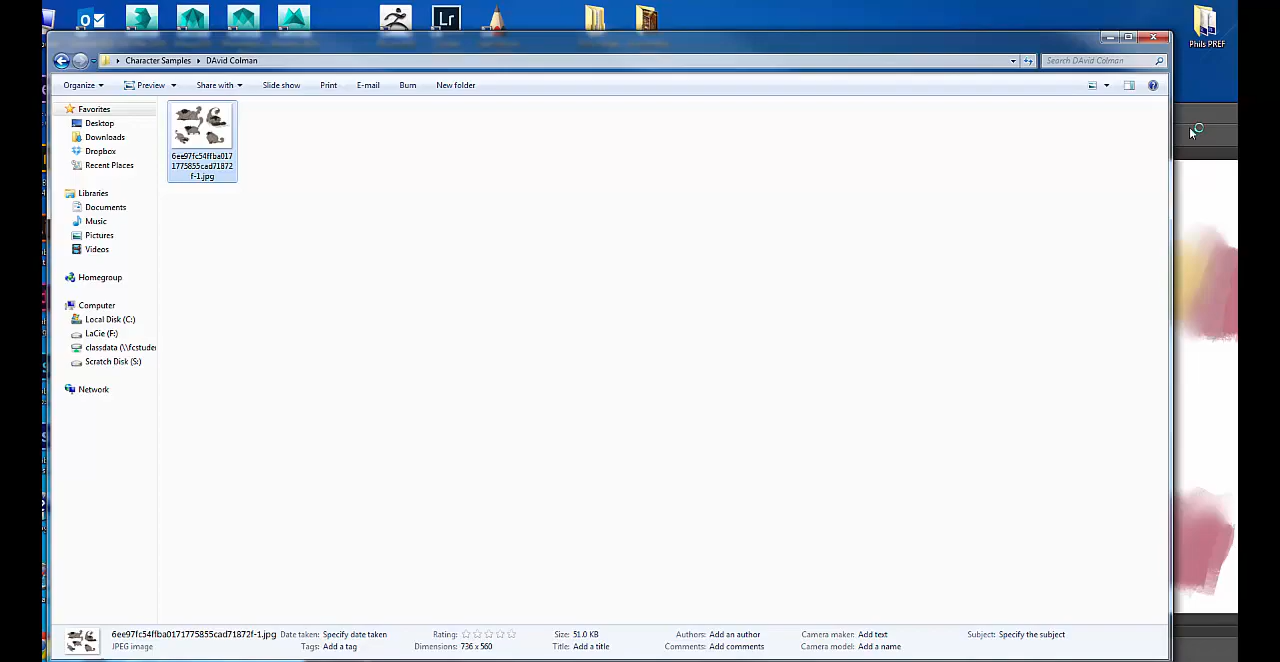 Lr
Phils PREF
Character Samples
DAvid Colman
Search DAvid Colman
Organize
Preview
Share with
Slide show
Print
E-mail
Burn
New folder
Favorites
Desktop
Downloads
Dropbox
Recent Places
Libraries
Documents
Music
Pictures
Videos
Homegroup
Computer
Local Disk (C:)
LaCie (F:)
classdata (\\fcstude
Scratch Disk (S:)
Network
6ee97fc54ffba017
1775855cad71872
f-1.jpg
6ee97fc54ffba0171775855cad71872f-1.jpg Date taken: Specify date taken Rating: Size: 51.0 KB Authors: Add an author Camera maker: Add text Subject: Specify the subject
JPEG image Tags: Add a tag Dimensions: 736 x 560 Title: Add a title Comments: Add comments Camera model: Add a name